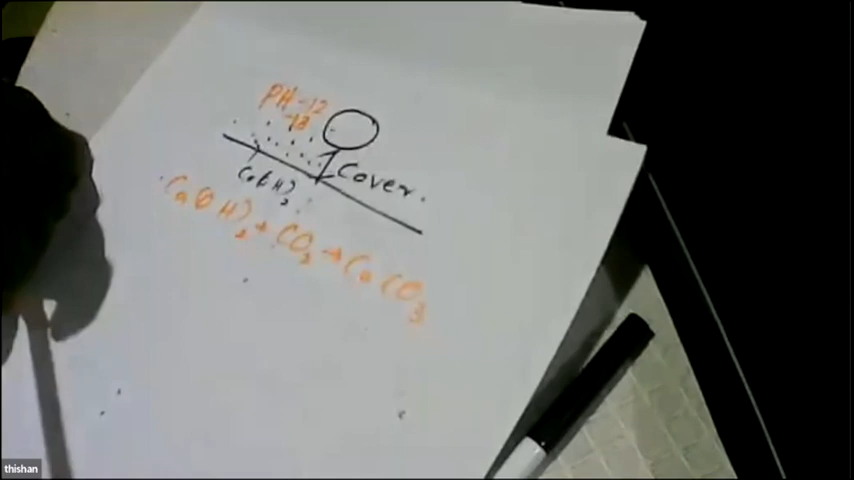 PH-12
-13
Cover.
Ca(OH)₂
Ca(OH)₂ + CO₂ → CaCO₃
thishan